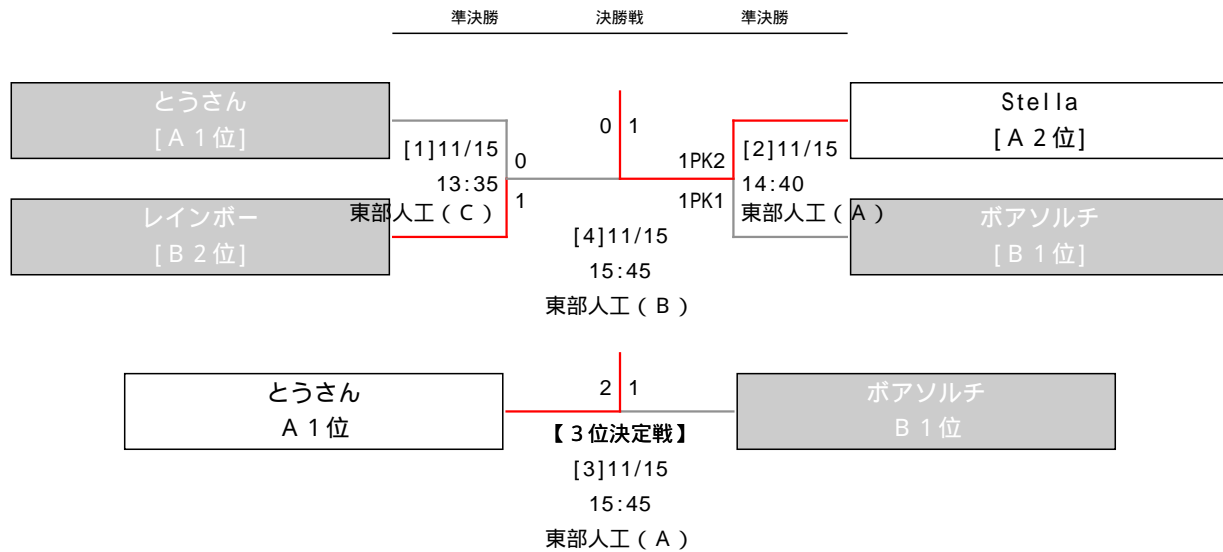 準決勝 決勝戦 準決勝
とうさん
[A1位]
Stella
[A2位]
0 1
[1]11/15
13:35
東部人工(C)
0
1
1PK2
1PK1
[2]11/15
14:40
東部人工(A)
レインボー
[B2位]
ボアソルチ
[B1位]
[4]11/15
15:45
東部人工(B)
とうさん
A1位
2 1
ボアソルチ
B1位
【3位決定戦】
[3]11/15
15:45
東部人工(A)